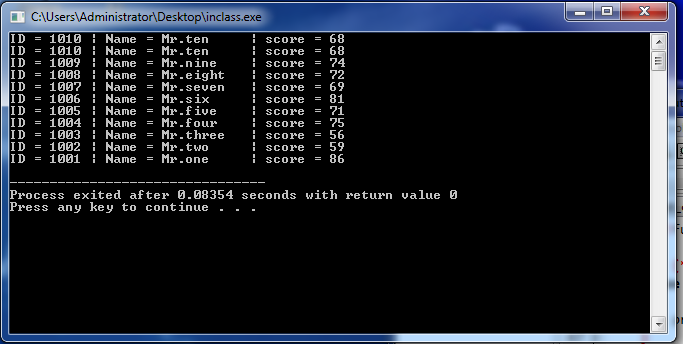 C:\Users\Administrator\Desktop\inclass.exe
ID = 1010 ¦ Name = Mr.ten ¦ score = 68
ID = 1010 ¦ Name = Mr.ten ¦ score = 68
ID = 1009 ¦ Name = Mr.nine ¦ score = 74
ID = 1008 ¦ Name = Mr.eight ¦ score = 72
ID = 1007 ¦ Name = Mr.seven ¦ score = 69
ID = 1006 ¦ Name = Mr.six ¦ score = 81
ID = 1005 ¦ Name = Mr.five ¦ score = 71
ID = 1004 ¦ Name = Mr.four ¦ score = 75
ID = 1003 ¦ Name = Mr.three ¦ score = 56
ID = 1002 ¦ Name = Mr.two ¦ score = 59
ID = 1001 ¦ Name = Mr.one ¦ score = 86
--------------------------------
Process exited after 0.08354 seconds with return value 0
Press any key to continue . . .